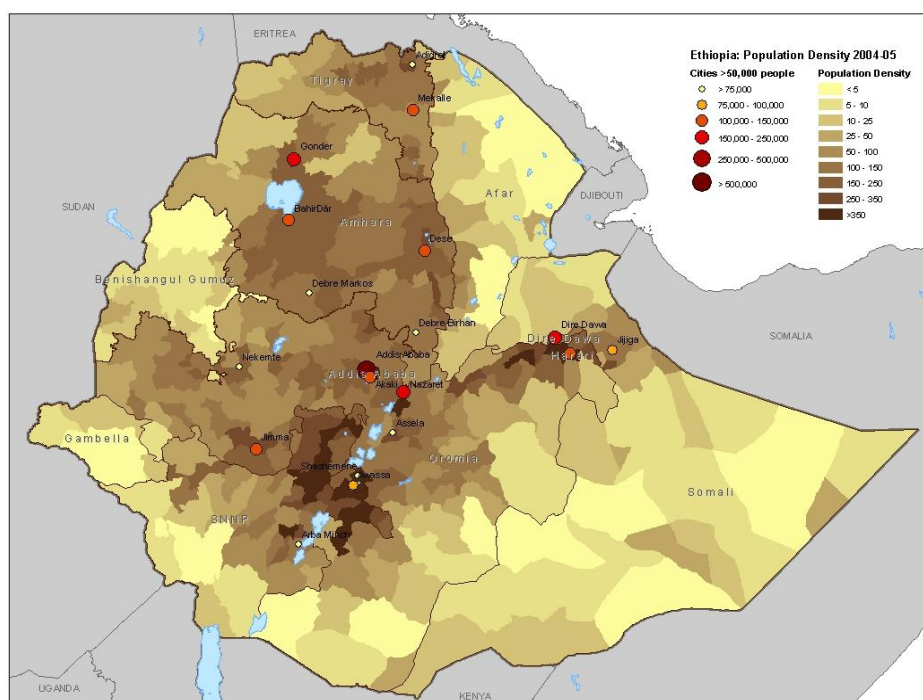 ERITREA
Ethiopia: Population Density 2004-05
Cities >50,000 people
> 75,000
75,000 - 100,000
100,000 - 150,000
150,000 - 250,000
250,000 - 500,000
> 500,000
Population Density
< 5
5 - 10
10 - 25
25 - 50
50 - 100
100 - 150
150 - 250
250 - 350
>350
Adigrat
Tigray
Mekalle
Gonder
Afar
DJIBOUTI
SUDAN
BahirDar
Amhara
Dese
Benishangul Gumuz
Debre Markos
Debre Birhan
Dire Dawa
Dire Dawa
SOMALIA
Jijiga
Harari
Nekemte
Addis Ababa
Addis Ababa
Akaki
Nazaret
Assela
Gambella
Jimma
Oromia
Shashemene
Somali
SNNP
Arba Minch
UGANDA
KENYA